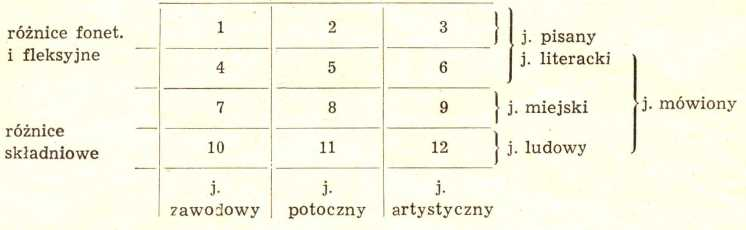 różnice fonet. 1 2 3 j. pisany
i fleksyjne 4 5 6 j. literacki
7 8 9 j. miejski j. mówiony
różnice
składniowe 10 11 12 j. ludowy
j. j. j.
zawodowy potoczny artystyczny